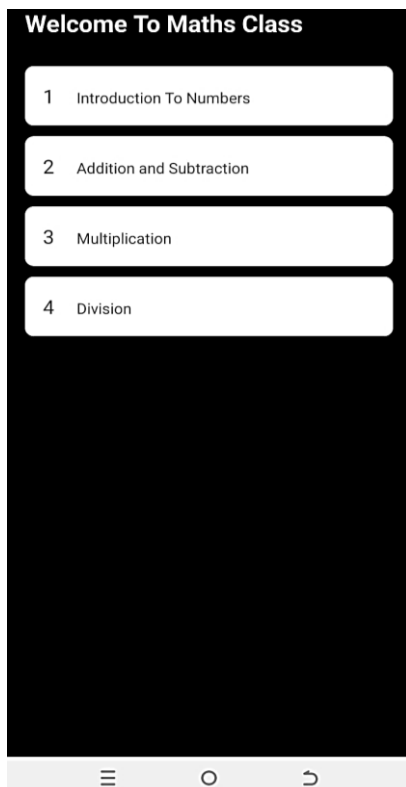 Welcome To Maths Class
1 Introduction To Numbers
2 Addition and Subtraction
3 Multiplication
4 Division